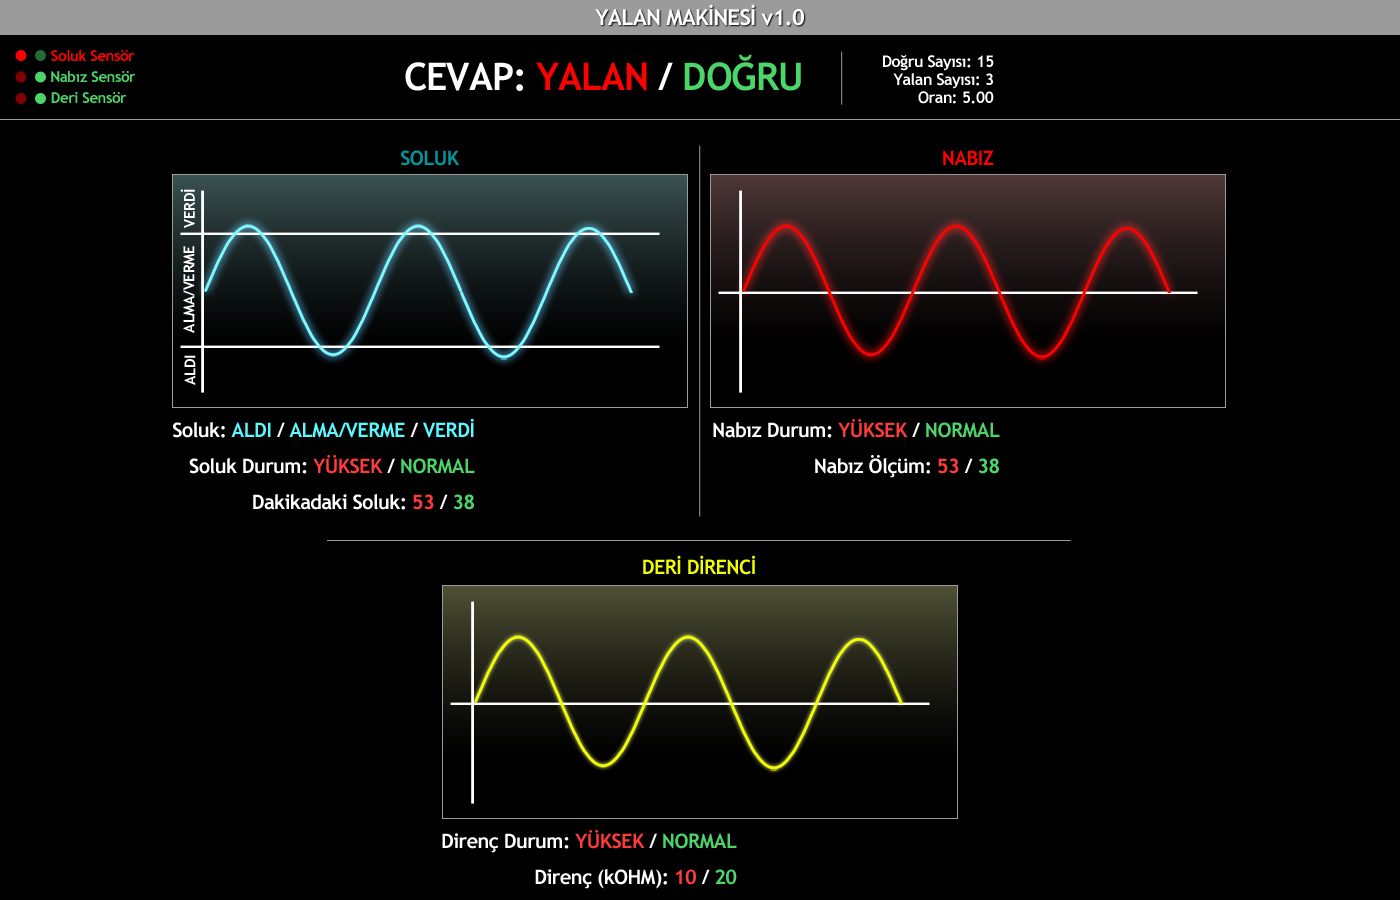 YALAN MAKİNESİ v1.0
Soluk Sensör
Nabız Sensör
Deri Sensör
CEVAP: YALAN / DOĞRU
Doğru Sayısı: 15
Yalan Sayısı: 3
Oran: 5.00
SOLUK
VERDİ
ALMA/VERME
ALDI
Soluk: ALDI / ALMA/VERME / VERDİ
Soluk Durum: YÜKSEK / NORMAL
Dakikadaki Soluk: 53 / 38
NABIZ
Nabız Durum: YÜKSEK / NORMAL
Nabız Ölçüm: 53 / 38
DERİ DİRENCİ
Direnç Durum: YÜKSEK / NORMAL
Direnç (kOHM): 10 / 20